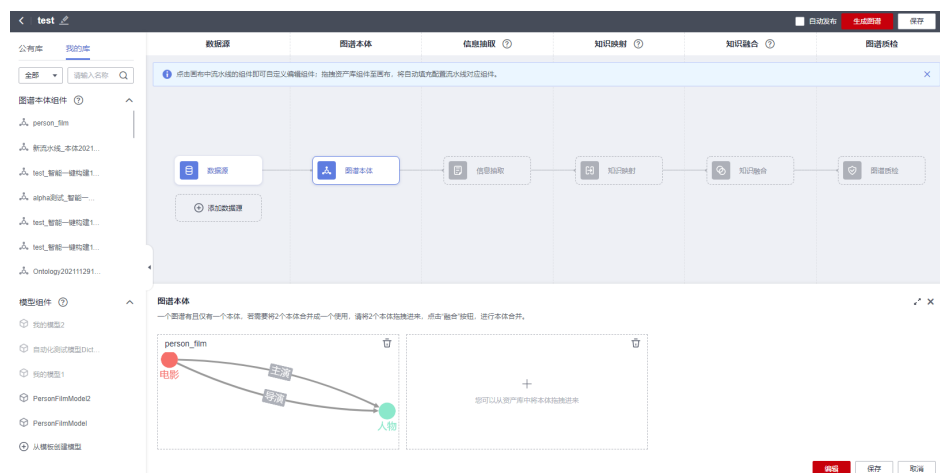 test
自动发布
生成图谱
保存
公有库
我的库
全部
请输入名称
图谱本体组件
person_film
新流水线_本体2021...
test_智能一键构建1...
alpha测试_智能一...
test_智能一键构建1...
test_智能一键构建1...
Ontology202111291...
模型组件
我的模型2
自动化测试模型Dict...
我的模型1
PersonFilmModel2
PersonFilmModel
从模板创建模型
数据源
图谱本体
信息抽取
知识映射
知识融合
图谱质检
点击画布中流水线的组件即可自定义编辑组件；拖拽资产库组件至画布，将自动填充配置流水线对应组件。
数据源
图谱本体
信息抽取
知识映射
知识融合
图谱质检
添加数据源
图谱本体
一个图谱有且仅有一个本体，若需要将2个本体合并成一个使用，请将2个本体拖拽进来，点击“融合”按钮，进行本体合并。
person_film
电影
主演
导演
人物
您可以从资产库中将本体拖拽进来
编辑
保存
取消